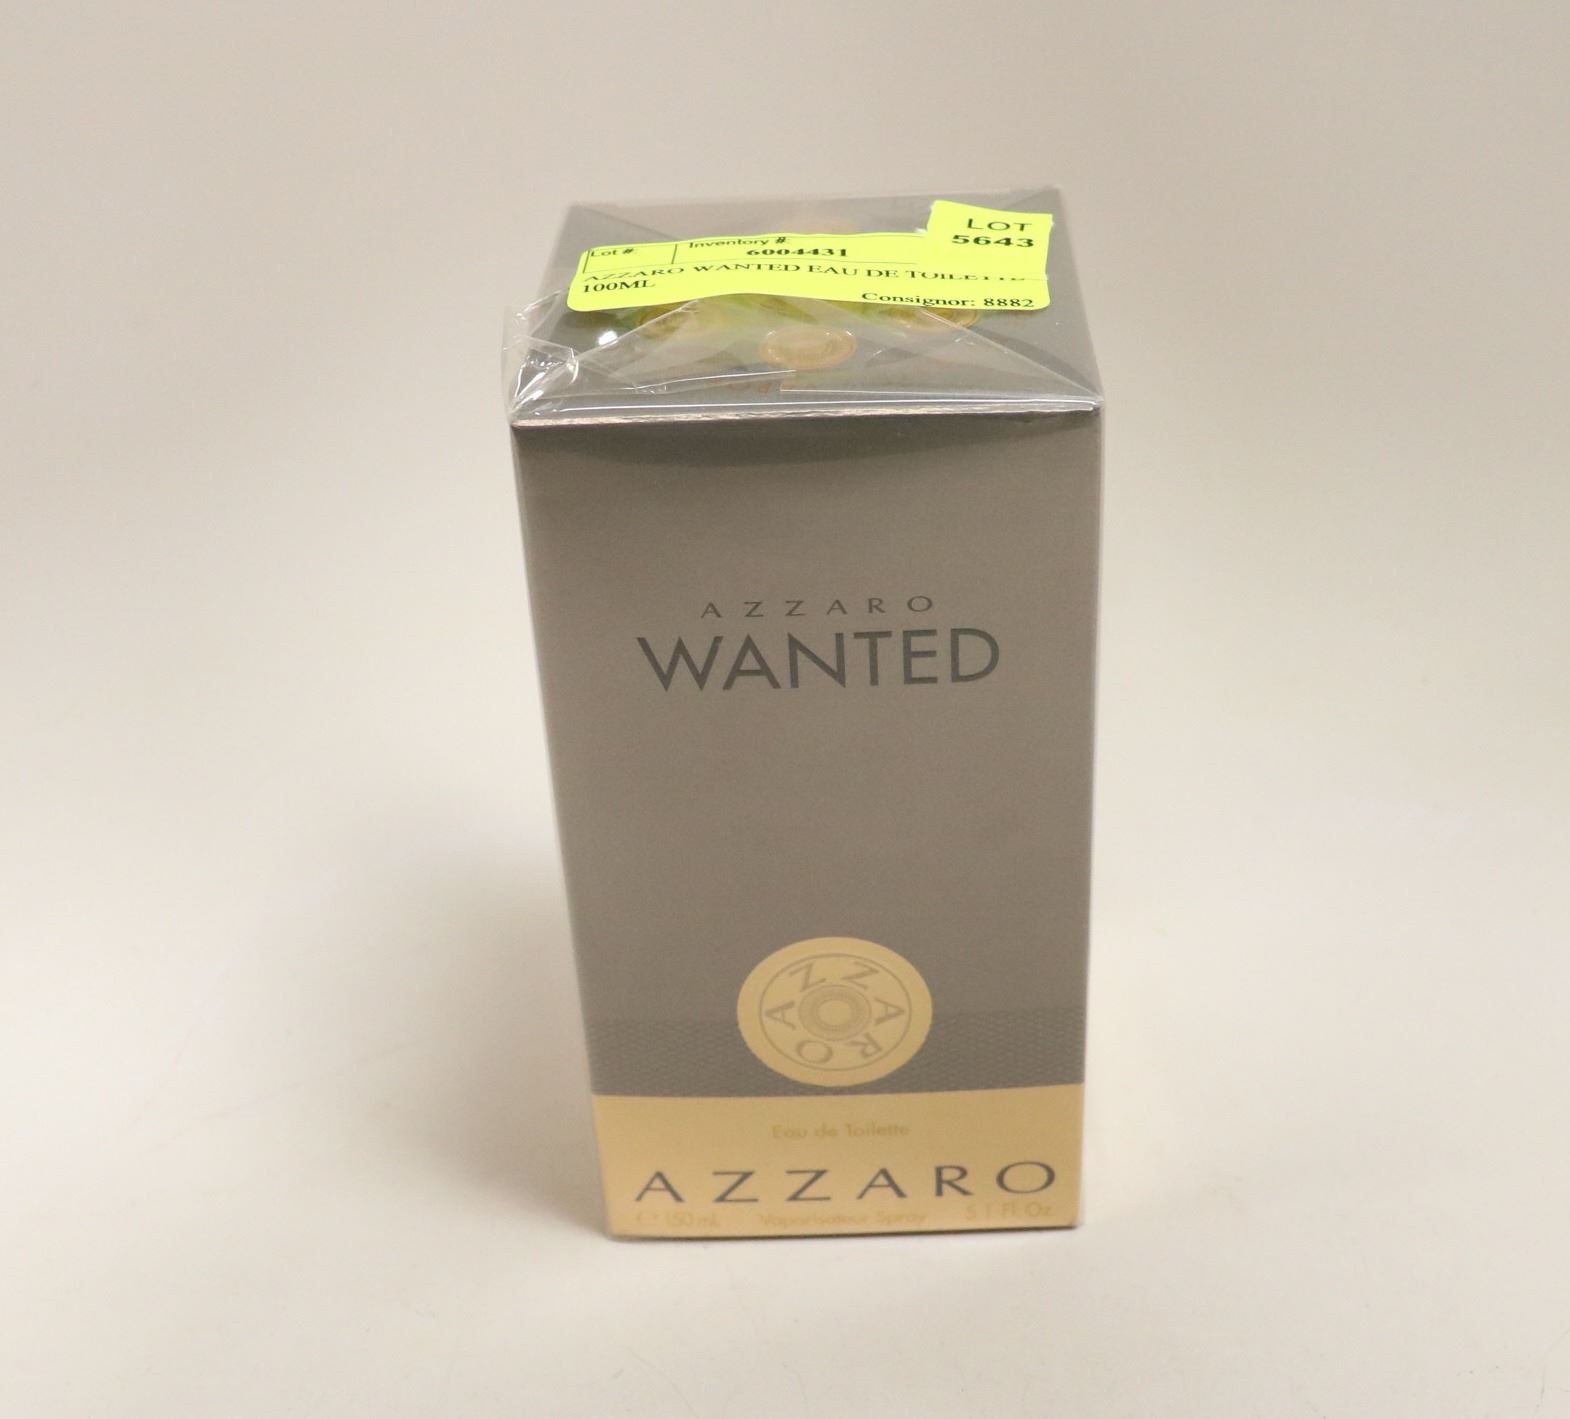 LOT
5643
Lot #:
Inventory #:
6004431
AZZARO WANTED EAU DE TOILETTE
100ML
Consignor: 8882
AZZARO
WANTED
AZZARO
Eau de Toilette
AZZARO
e 150 mL Vaporisateur Spray 5.1 Fl. Oz.